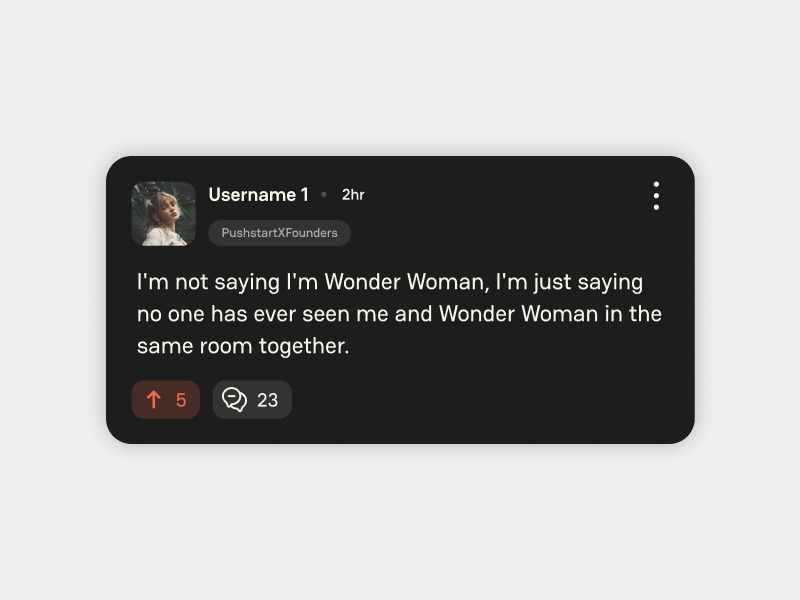 Username 1 • 2hr
PushstartXFounders
I'm not saying I'm Wonder Woman, I'm just saying
no one has ever seen me and Wonder Woman in the
same room together.
5 23